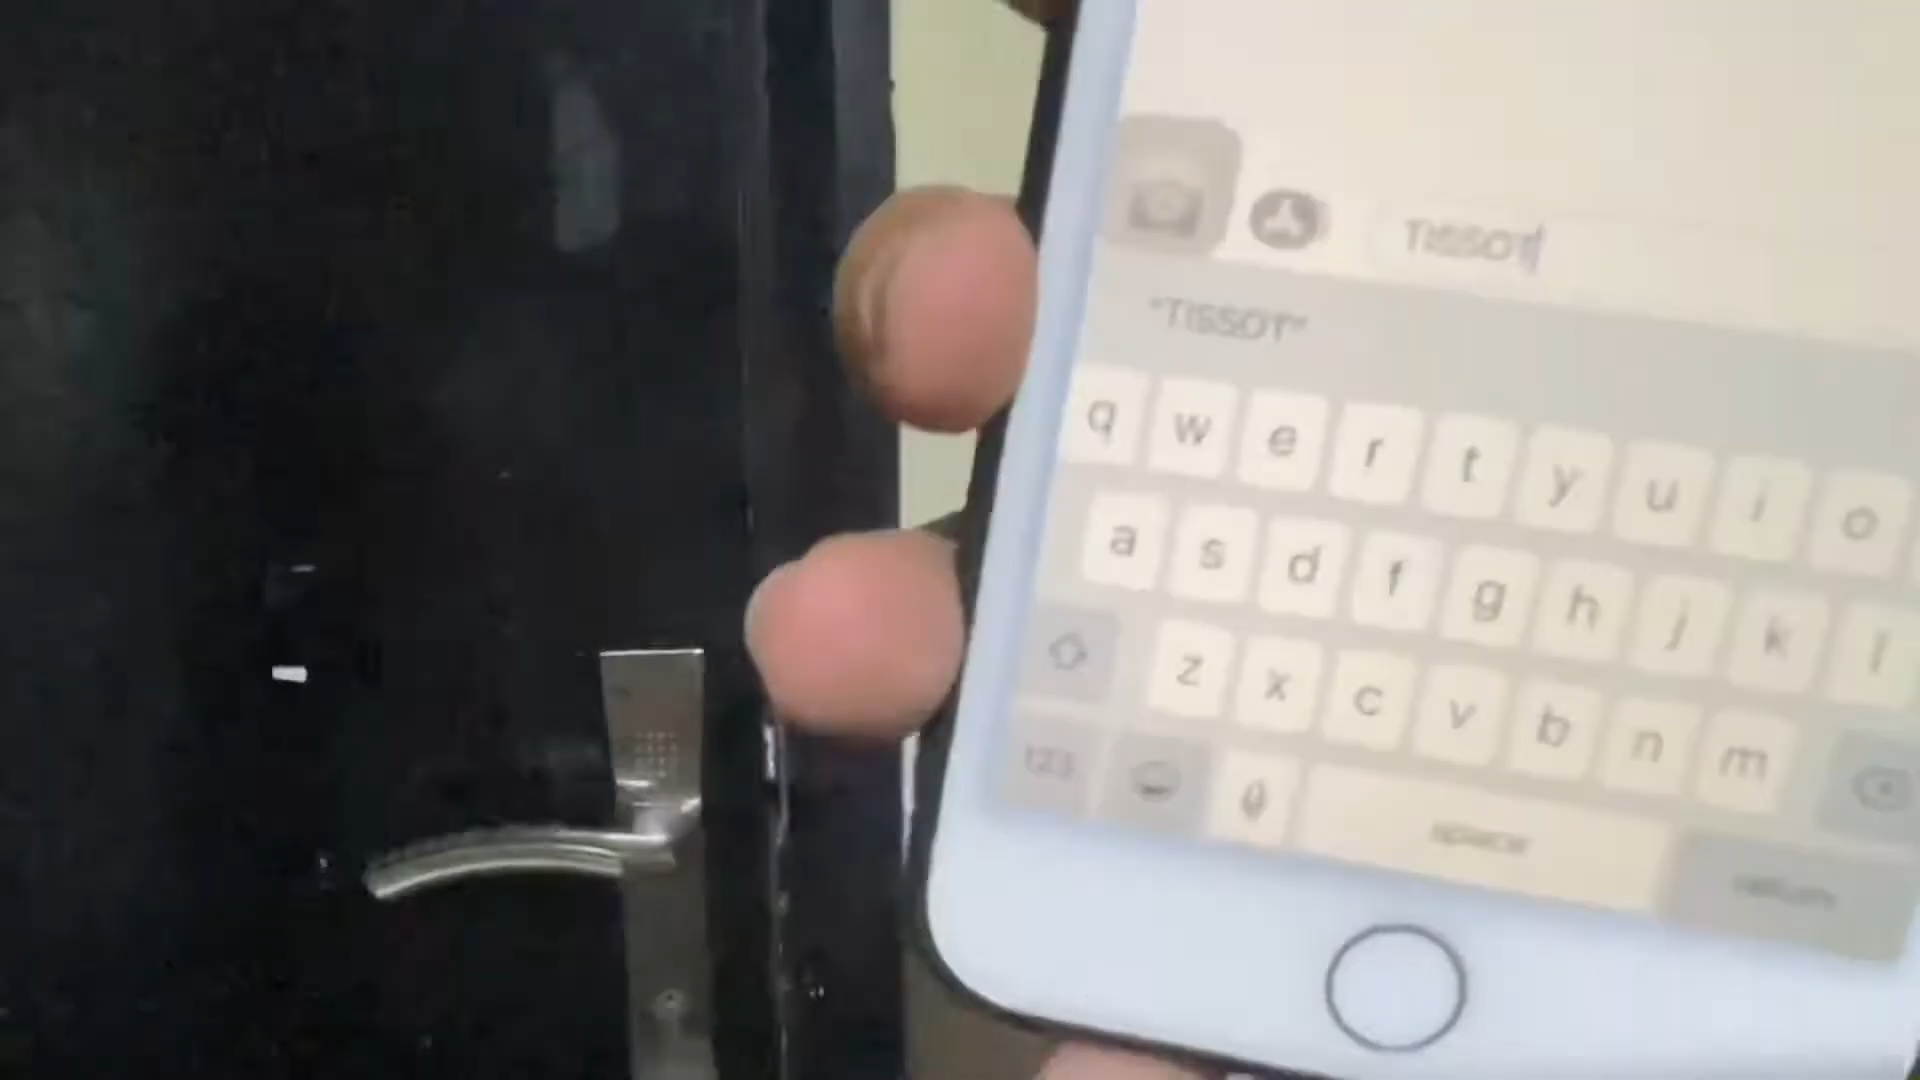 TISSOT
"TISSOT"
q w e r t y u i o
a s d f g h j k l
z x c v b n m
123 space return